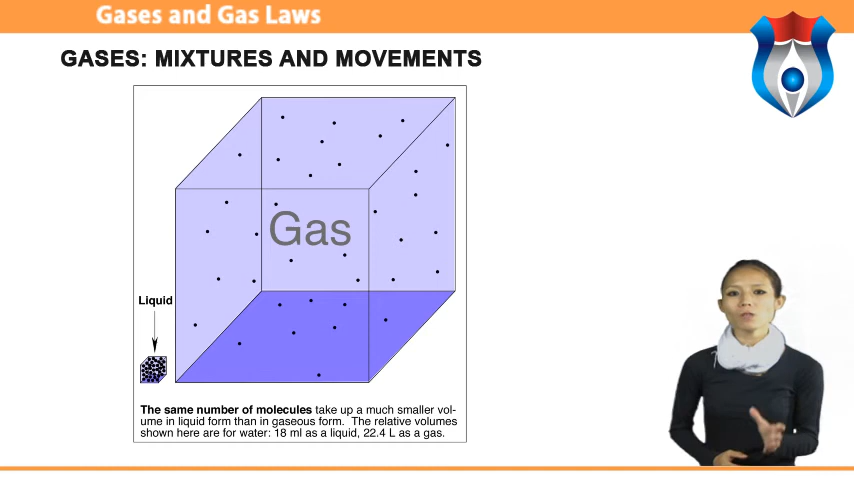 Gases and Gas Laws
GASES: MIXTURES AND MOVEMENTS
Gas
Liquid
The same number of molecules take up a much smaller vol-
ume in liquid form than in gaseous form. The relative volumes
shown here are for water: 18 ml as a liquid, 22.4 L as a gas.